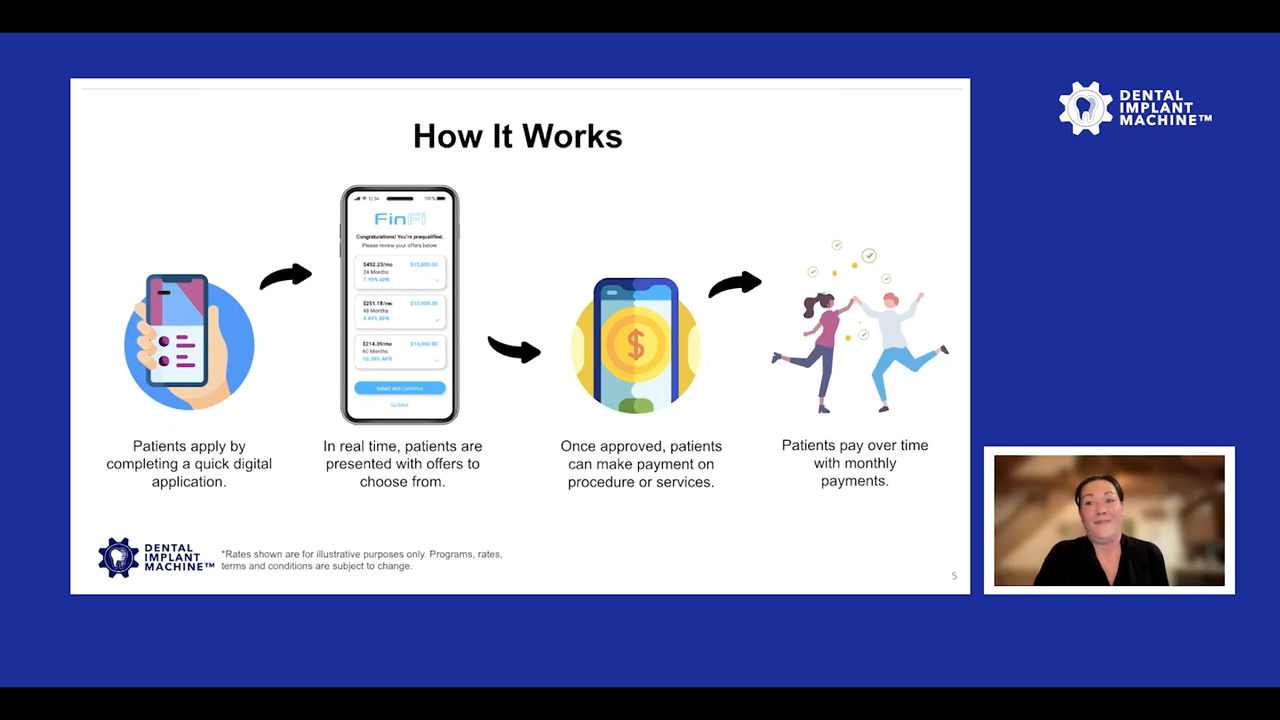 DENTAL
IMPLANT
MACHINE™
How It Works
12:34
100%
FinFi
Congratulations! You're prequalified.
Please review your offers below.
$452.23/mo $10,000.00
24 Months
7.99% APR
$251.18/mo $10,000.00
48 Months
9.49% APR
$214.39/mo $10,000.00
60 Months
10.39% APR
Select and Continue
Go Back
Patients apply by
completing a quick digital
application.
In real time, patients are
presented with offers to
choose from.
Once approved, patients
can make payment on
procedure or services.
Patients pay over time
with monthly
payments.
DENTAL
IMPLANT
MACHINE™
*Rates shown are for illustrative purposes only. Programs, rates,
terms and conditions are subject to change.
5